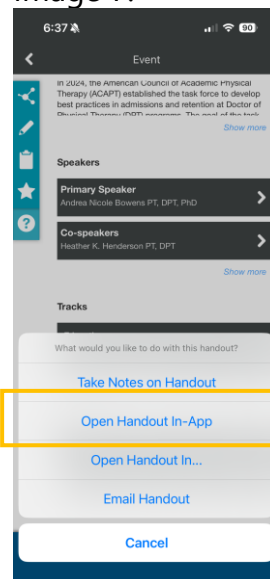 6:37
90
Event
In 2024, the American Council of Academic Physical
Therapy (ACAPT) established the task force to develop
best practices in admissions and retention at Doctor of
Physical Therapy (DPT) programs. The goal of the task
Show more
Speakers
Primary Speaker
Andrea Nicole Bowens PT, DPT, PhD
Co-speakers
Heather K. Henderson PT, DPT
Show more
Tracks
What would you like to do with this handout?
Take Notes on Handout
Open Handout In-App
Open Handout In...
Email Handout
Cancel